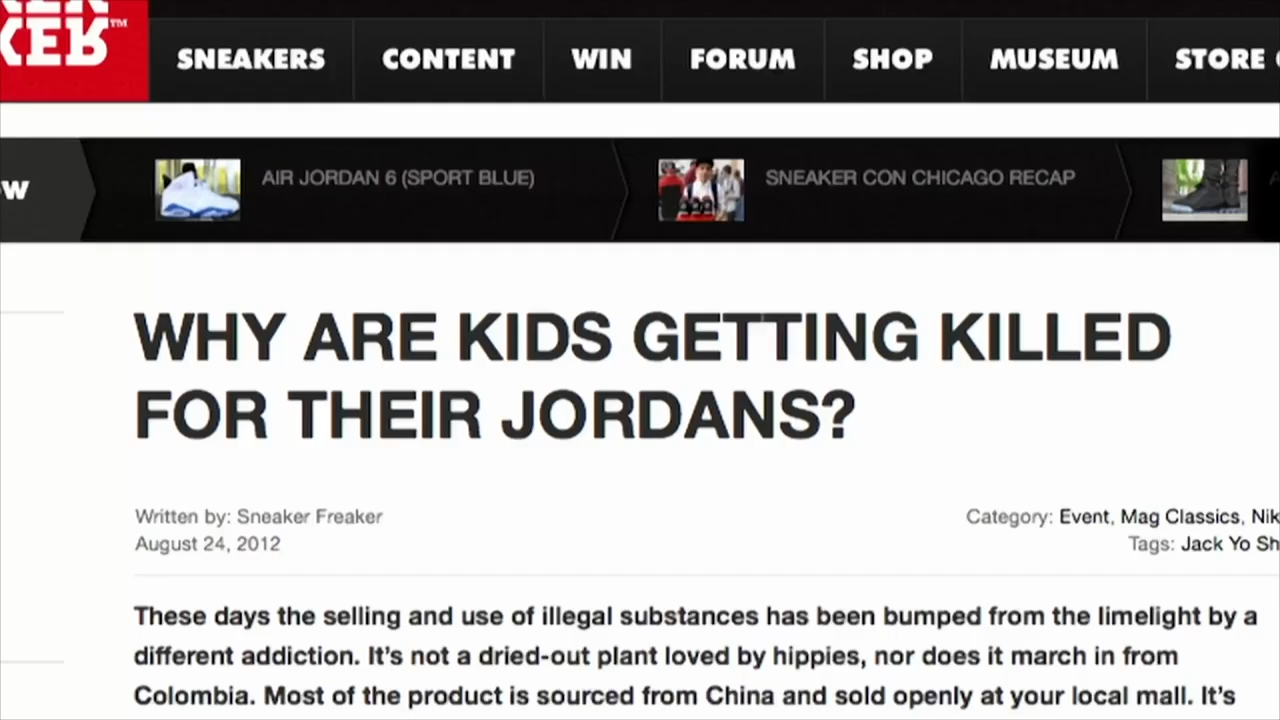 SNEAKERS CONTENT WIN FORUM SHOP MUSEUM STORE
AIR JORDAN 6 (SPORT BLUE) SNEAKER CON CHICAGO RECAP
WHY ARE KIDS GETTING KILLED
FOR THEIR JORDANS?
Written by: Sneaker Freaker Category: Event, Mag Classics, Nik
August 24, 2012 Tags: Jack Yo Sh
These days the selling and use of illegal substances has been bumped from the limelight by a
different addiction. It's not a dried-out plant loved by hippies, nor does it march in from
Colombia. Most of the product is sourced from China and sold openly at your local mall. It's